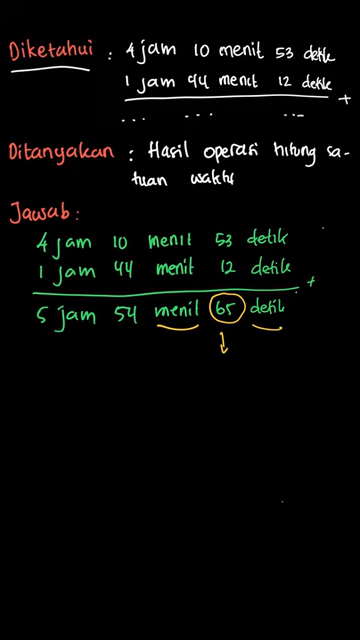 Diketahui : 4 jam 10 menit 53 detik
1 jam 44 menit 12 detik +
... ... ...
Ditanyakan : Hasil operasi hitung sa-
tuan waktu
Jawab:
4 jam 10 menit 53 detik
1 jam 44 menit 12 detik +
5 jam 54 menit 65 detik